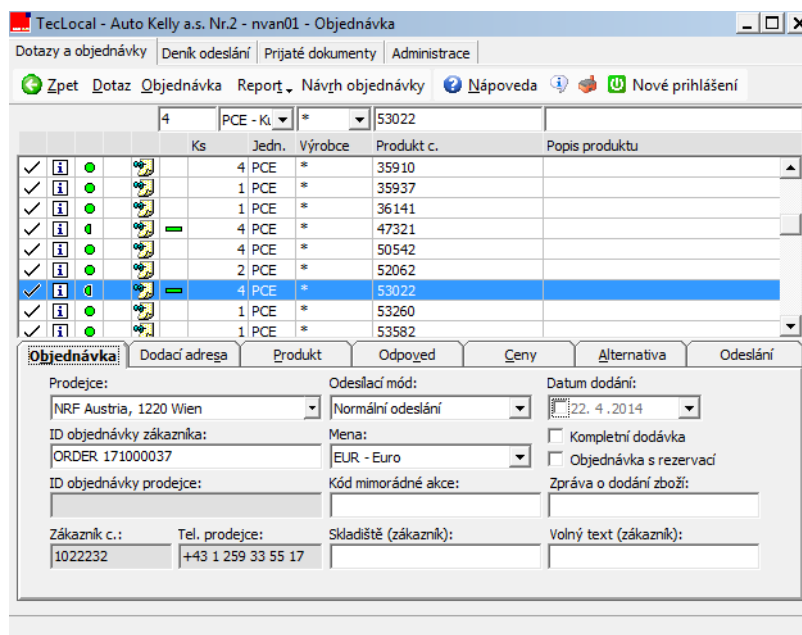 TecLocal - Auto Kelly a.s. Nr.2 - nvan01 - Objednávka
Dotazy a objednávky Deník odeslání Prijaté dokumenty Administrace
Zpet Dotaz Objednávka Report Návrh objednávky Nápoveda Nové prihlášení
4 PCE - Ku * 53022
Ks Jedn. Výrobce Produkt c. Popis produktu
4 PCE * 35910
1 PCE * 35937
1 PCE * 36141
4 PCE * 47321
4 PCE * 50542
2 PCE * 52062
4 PCE * 53022
1 PCE * 53260
1 PCE * 53582
Objednávka Dodací adresa Produkt Odpoved Ceny Alternativa Odeslání
Prodejce: Odesílací mód: Datum dodání:
NRF Austria, 1220 Wien Normální odeslání 22. 4 .2014
ID objednávky zákazníka: Mena: Kompletní dodávka
ORDER 171000037 EUR - Euro Objednávka s rezervací
ID objednávky prodejce: Kód mimorádné akce: Zpráva o dodání zboží:
Zákazník c.: Tel. prodejce: Skladiště (zákazník): Volný text (zákazník):
1022232 +43 1 259 33 55 17